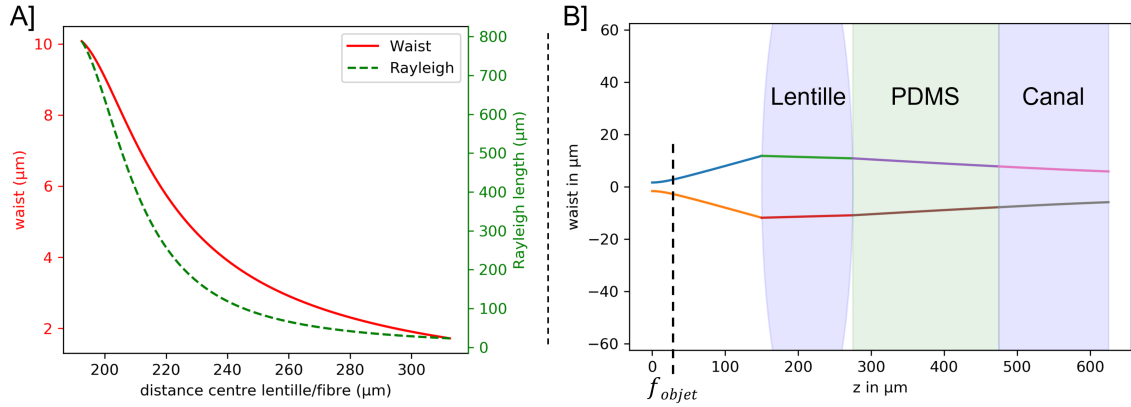 A]
waist (µm)
10
8
6
4
2
Waist
Rayleigh
800
700
600
500
400
300
200
100
0
Rayleigh length (µm)
200 220 240 260 280 300
distance centre lentille/fibre (µm)
B]
waist in µm
60
40
20
0
−20
−40
−60
Lentille PDMS Canal
0 100 200 300 400 500 600
z in µm
f objet